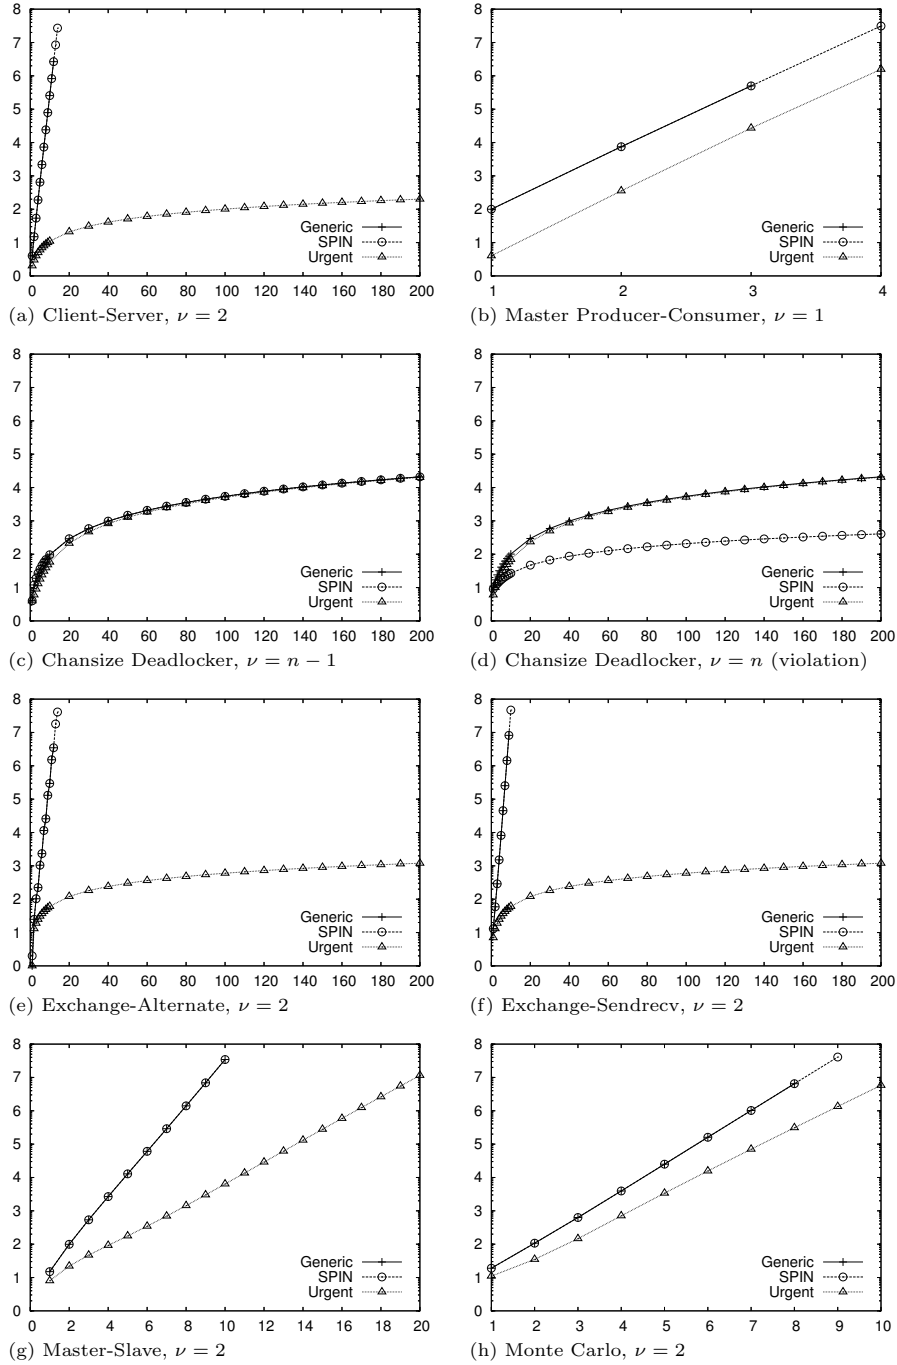 8
7
6
5
4
3
2
1
0
Generic
SPIN
Urgent
0 20 40 60 80 100 120 140 160 180 200
(a) Client-Server, ν = 2
8
7
6
5
4
3
2
1
0
Generic
SPIN
Urgent
1 2 3 4
(b) Master Producer-Consumer, ν = 1
8
7
6
5
4
3
2
1
0
Generic
SPIN
Urgent
0 20 40 60 80 100 120 140 160 180 200
(c) Chansize Deadlocker, ν = n − 1
8
7
6
5
4
3
2
1
0
Generic
SPIN
Urgent
0 20 40 60 80 100 120 140 160 180 200
(d) Chansize Deadlocker, ν = n (violation)
8
7
6
5
4
3
2
1
0
Generic
SPIN
Urgent
0 20 40 60 80 100 120 140 160 180 200
(e) Exchange-Alternate, ν = 2
8
7
6
5
4
3
2
1
0
Generic
SPIN
Urgent
0 20 40 60 80 100 120 140 160 180 200
(f) Exchange-Sendrecv, ν = 2
8
7
6
5
4
3
2
1
0
Generic
SPIN
Urgent
0 2 4 6 8 10 12 14 16 18 20
(g) Master-Slave, ν = 2
8
7
6
5
4
3
2
1
0
Generic
SPIN
Urgent
1 2 3 4 5 6 7 8 9 10
(h) Monte Carlo, ν = 2